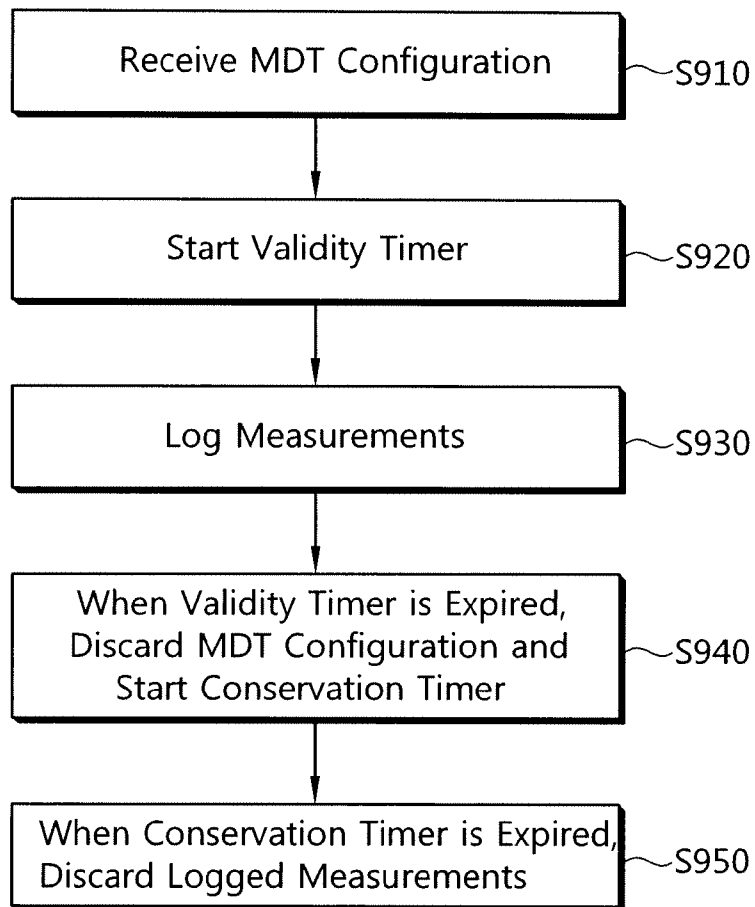 Receive MDT Configuration
S910
Start Validity Timer
S920
Log Measurements
S930
When Validity Timer is Expired,
Discard MDT Configuration and
Start Conservation Timer
S940
When Conservation Timer is Expired,
Discard Logged Measurements
S950